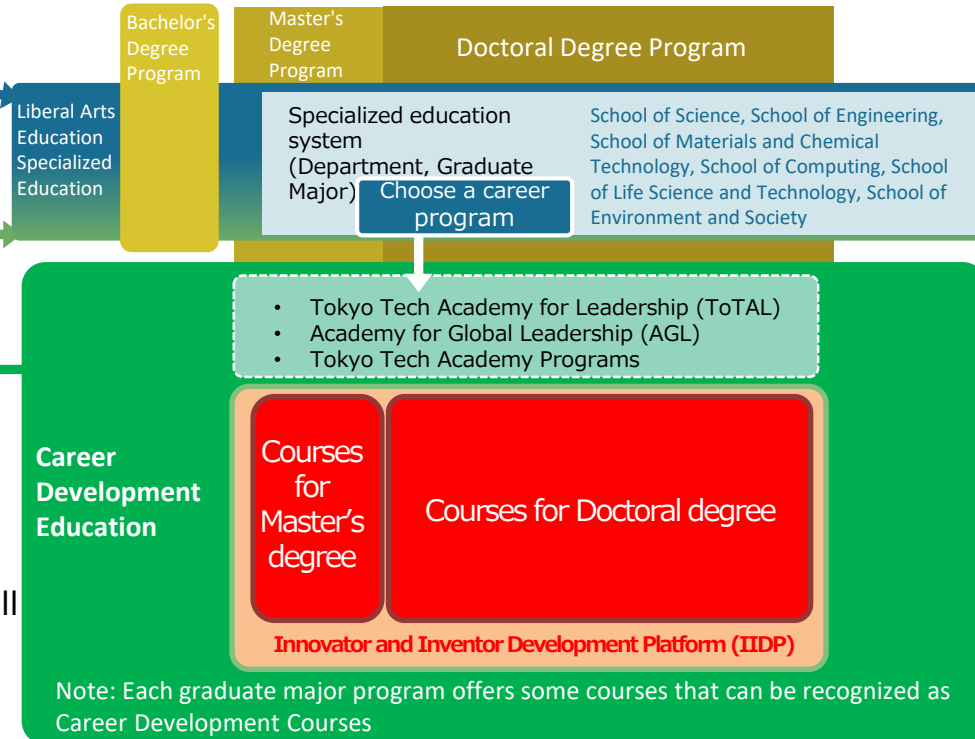 Bachelor's
Degree
Program
Master's
Degree
Program
Doctoral Degree Program
Liberal Arts
Education
Specialized
Education
Specialized education
system
(Department, Graduate
Major)
Choose a career
program
School of Science, School of Engineering,
School of Materials and Chemical
Technology, School of Computing, School
of Life Science and Technology, School of
Environment and Society
• Tokyo Tech Academy for Leadership (ToTAL)
• Academy for Global Leadership (AGL)
• Tokyo Tech Academy Programs
Career
Development
Education
Courses
for
Master's
degree
Courses for Doctoral degree
Innovator and Inventor Development Platform (IIDP)
ll
Note: Each graduate major program offers some courses that can be recognized as
Career Development Courses